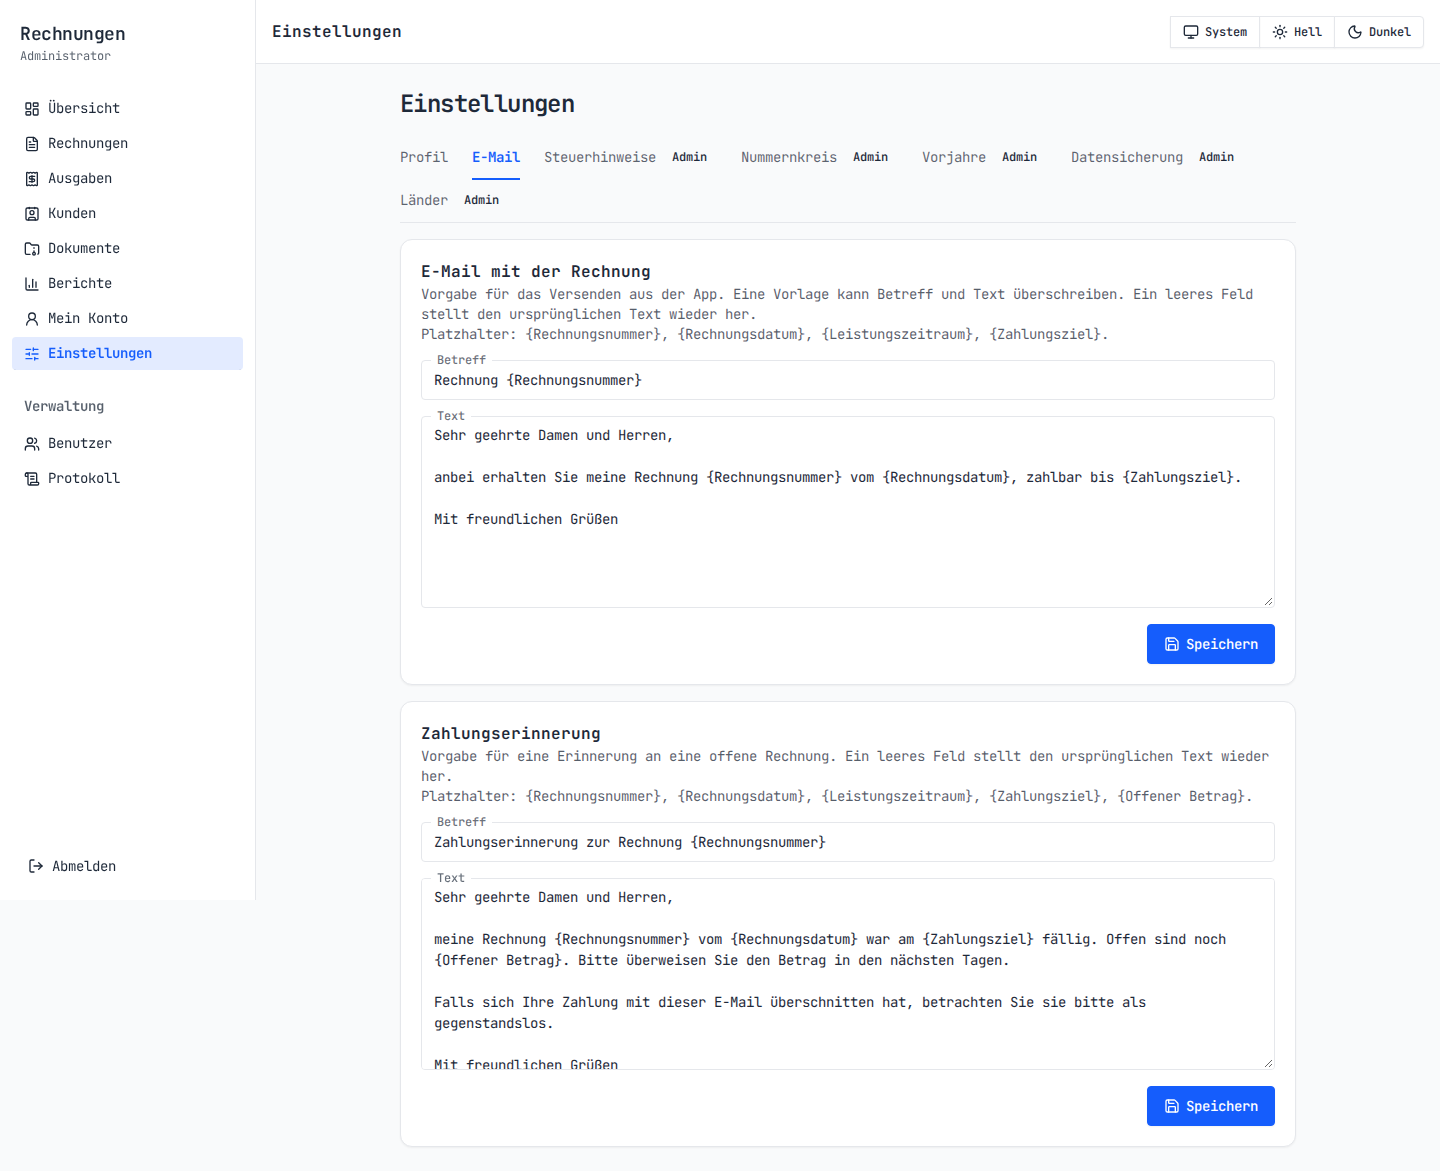 Rechnungen
Administrator
Übersicht
Rechnungen
Ausgaben
Kunden
Dokumente
Berichte
Mein Konto
Einstellungen
Verwaltung
Benutzer
Protokoll
Abmelden
Einstellungen
System Hell Dunkel
Einstellungen
Profil E-Mail Steuerhinweise Admin Nummernkreis Admin Vorjahre Admin Datensicherung Admin
Länder Admin
E-Mail mit der Rechnung
Vorgabe für das Versenden aus der App. Eine Vorlage kann Betreff und Text überschreiben. Ein leeres Feld
stellt den ursprünglichen Text wieder her.
Platzhalter: {Rechnungsnummer}, {Rechnungsdatum}, {Leistungszeitraum}, {Zahlungsziel}.
Betreff
Rechnung {Rechnungsnummer}
Text
Sehr geehrte Damen und Herren,
anbei erhalten Sie meine Rechnung {Rechnungsnummer} vom {Rechnungsdatum}, zahlbar bis {Zahlungsziel}.
Mit freundlichen Grüßen
Speichern
Zahlungserinnerung
Vorgabe für eine Erinnerung an eine offene Rechnung. Ein leeres Feld stellt den ursprünglichen Text wieder
her.
Platzhalter: {Rechnungsnummer}, {Rechnungsdatum}, {Leistungszeitraum}, {Zahlungsziel}, {Offener Betrag}.
Betreff
Zahlungserinnerung zur Rechnung {Rechnungsnummer}
Text
Sehr geehrte Damen und Herren,
meine Rechnung {Rechnungsnummer} vom {Rechnungsdatum} war am {Zahlungsziel} fällig. Offen sind noch
{Offener Betrag}. Bitte überweisen Sie den Betrag in den nächsten Tagen.
Falls sich Ihre Zahlung mit dieser E-Mail überschnitten hat, betrachten Sie sie bitte als
gegenstandslos.
Mit freundlichen Grüßen
Speichern